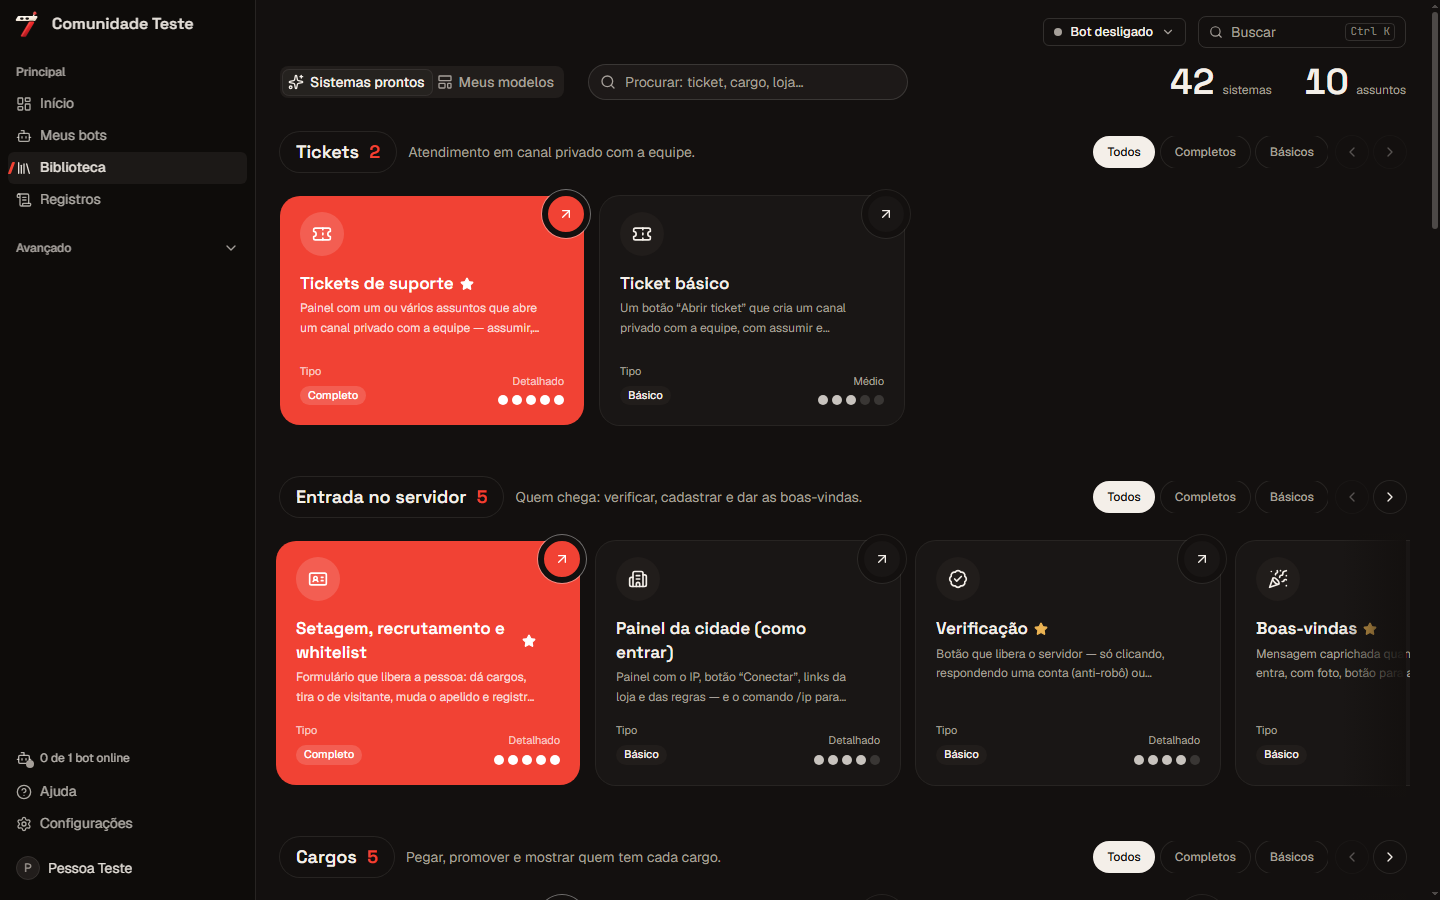 Comunidade Teste
Principal
Início
Meus bots
Biblioteca
Registros
Avançado
0 de 1 bot online
Ajuda
Configurações
P
Pessoa Teste
Bot desligado
Buscar
Ctrl K
Sistemas prontos
Meus modelos
Procurar: ticket, cargo, loja...
42 sistemas
10 assuntos
Tickets 2
Atendimento em canal privado com a equipe.
Todos
Completos
Básicos
Tickets de suporte
Painel com um ou vários assuntos que abre
um canal privado com a equipe — assumir,...
Tipo
Completo
Detalhado
Ticket básico
Um botão “Abrir ticket” que cria um canal
privado com a equipe, com assumir e...
Tipo
Básico
Médio
Entrada no servidor 5
Quem chega: verificar, cadastrar e dar as boas-vindas.
Todos
Completos
Básicos
Setagem, recrutamento e
whitelist
Formulário que libera a pessoa: dá cargos,
tira o de visitante, muda o apelido e registr...
Tipo
Completo
Detalhado
Painel da cidade (como
entrar)
Painel com o IP, botão “Conectar”, links da
loja e das regras — e o comando /ip para...
Tipo
Básico
Detalhado
Verificação
Botão que libera o servidor — só clicando,
respondendo uma conta (anti-robô) ou...
Tipo
Básico
Detalhado
Boas-vindas
Mensagem caprichada
entra, com foto, botão para
Tipo
Básico
Cargos 5
Pegar, promover e mostrar quem tem cada cargo.
Todos
Completos
Básicos